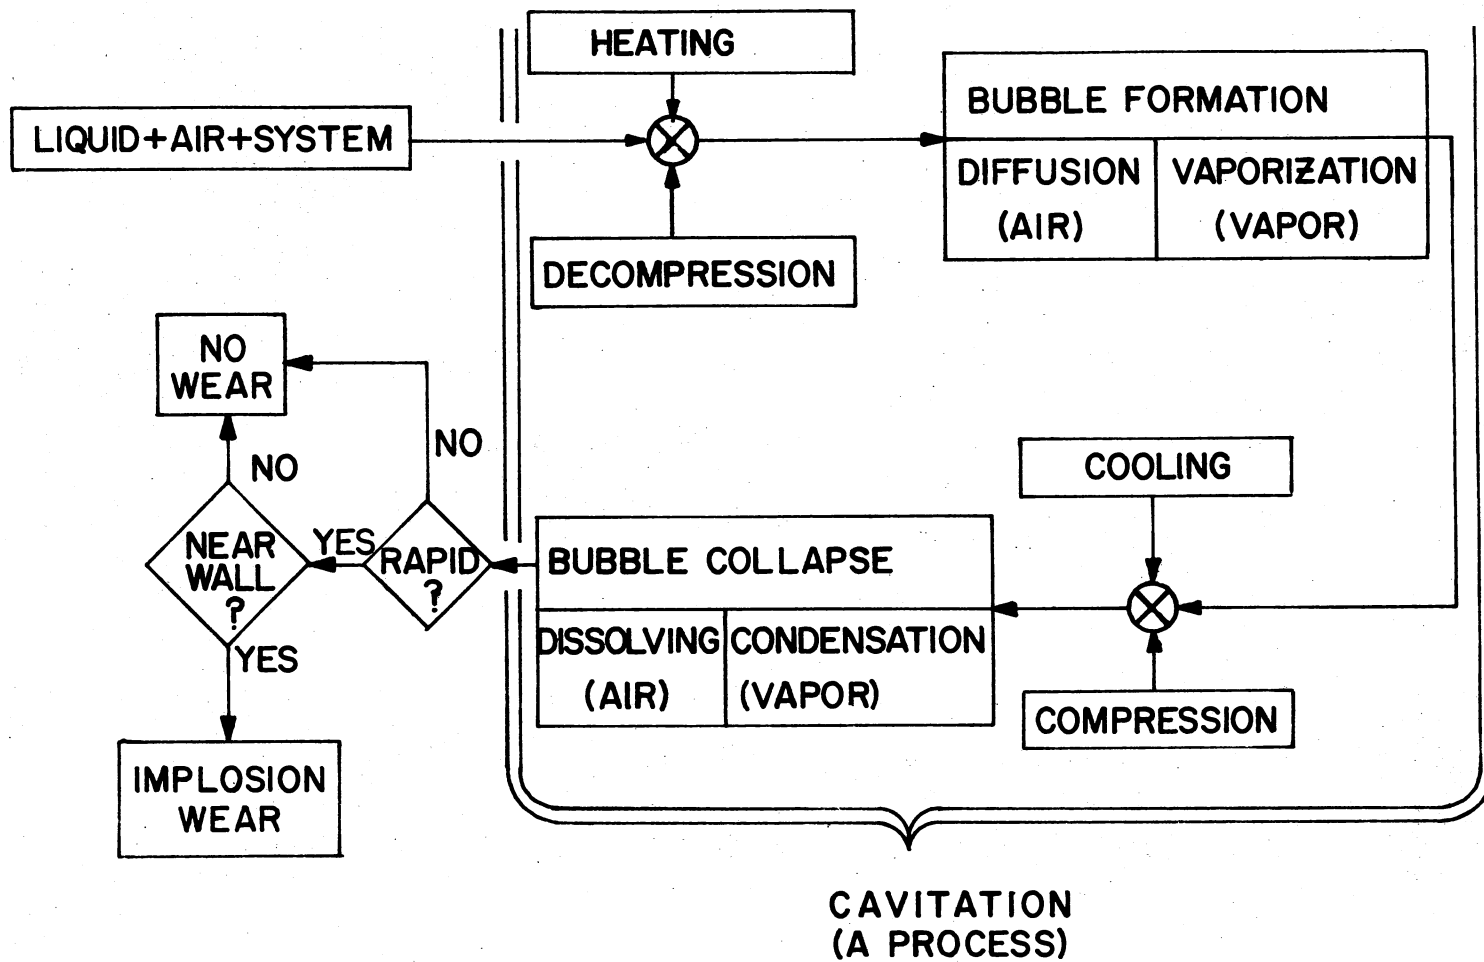 HEATING
LIQUID+AIR+SYSTEM
BUBBLE FORMATION
DIFFUSION
(AIR)
VAPORIZATION
(VAPOR)
DECOMPRESSION
NO
WEAR
NO
NO
COOLING
NEAR
WALL
?
YES
RAPID
?
BUBBLE COLLAPSE
DISSOLVING
(AIR)
CONDENSATION
(VAPOR)
YES
COMPRESSION
IMPLOSION
WEAR
CAVITATION
(A PROCESS)